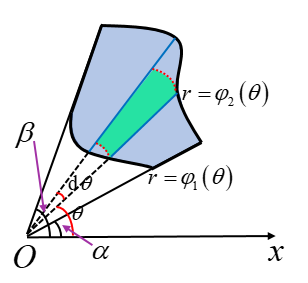 r = φ₂(θ)
β
r = φ₁(θ)
dθ
θ
O
α
x